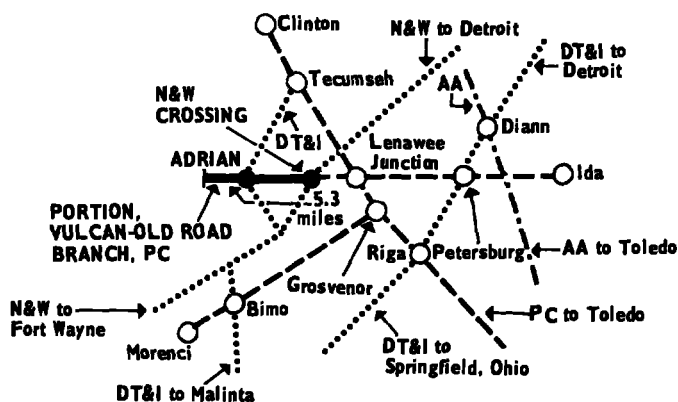 Clinton
N&W to Detroit
DT&I to
Detroit
Tecumseh
AA
N&W
CROSSING
DT&I
Diann
Lenawee
Junction
ADRIAN
Ida
PORTION,
VULCAN-OLD ROAD
BRANCH, PC
~5.3
miles
Riga
Petersburg
AA to Toledo
Grosvenor
N&W to
Fort Wayne
Bimo
PC to Toledo
Morenci
DT&I to
Springfield, Ohio
DT&I to Malinta